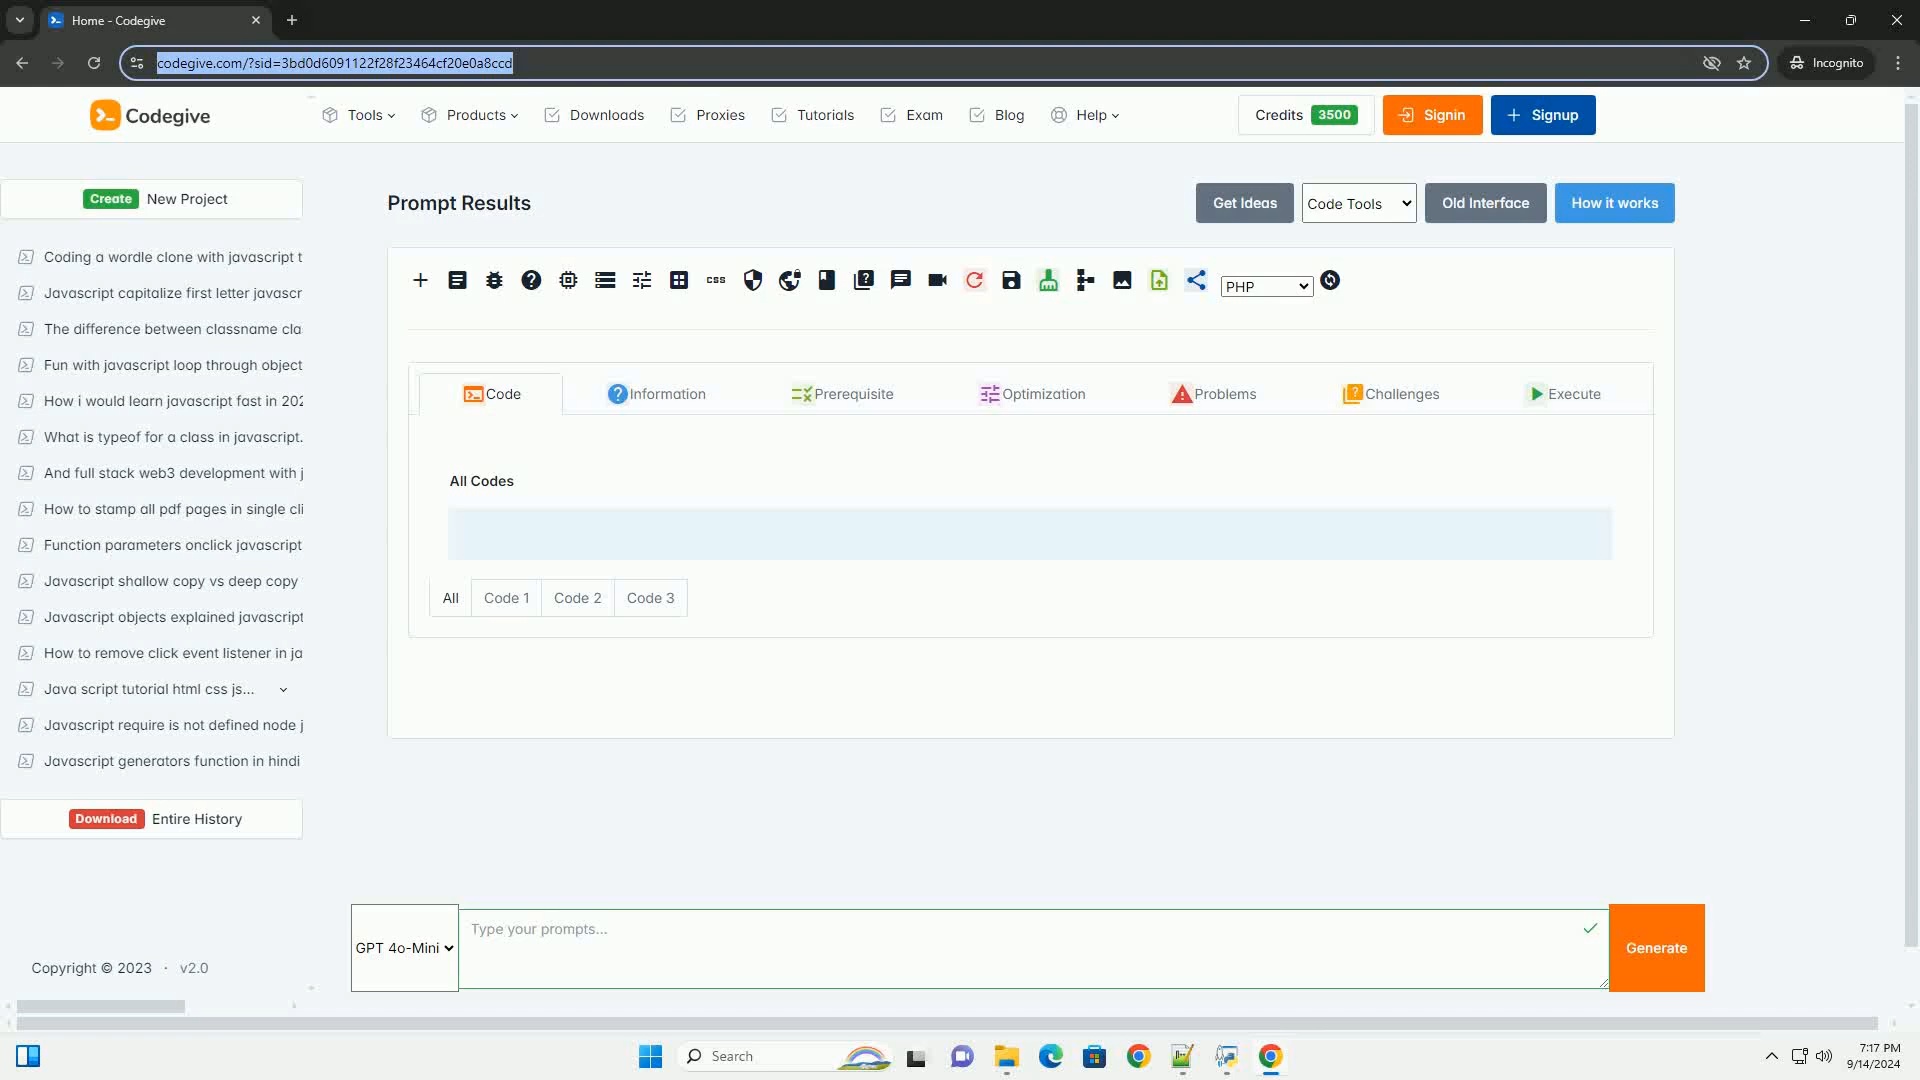 Home - Codegive
codegive.com/?sid=3bd0d6091122f28f23464cf20e0a8ccd
Incognito
Codegive
Tools
Products
Downloads
Proxies
Tutorials
Exam
Blog
Help
Credits 3500
Signin
Signup
Create New Project
Coding a wordle clone with javascript t
Javascript capitalize first letter javascr
The difference between classname cla
Fun with javascript loop through object
How i would learn javascript fast in 202
What is typeof for a class in javascript.
And full stack web3 development with j
How to stamp all pdf pages in single cli
Function parameters onclick javascript
Javascript shallow copy vs deep copy
Javascript objects explained javascript
How to remove click event listener in ja
Java script tutorial html css js...
Javascript require is not defined node j
Javascript generators function in hindi
Download Entire History
Copyright © 2023 · v2.0
Prompt Results
Get Ideas
Code Tools
Old Interface
How it works
css
PHP
Code
Information
Prerequisite
Optimization
Problems
Challenges
Execute
All Codes
All
Code 1
Code 2
Code 3
GPT 4o-Mini
Type your prompts...
Generate
Search
7:17 PM
9/14/2024